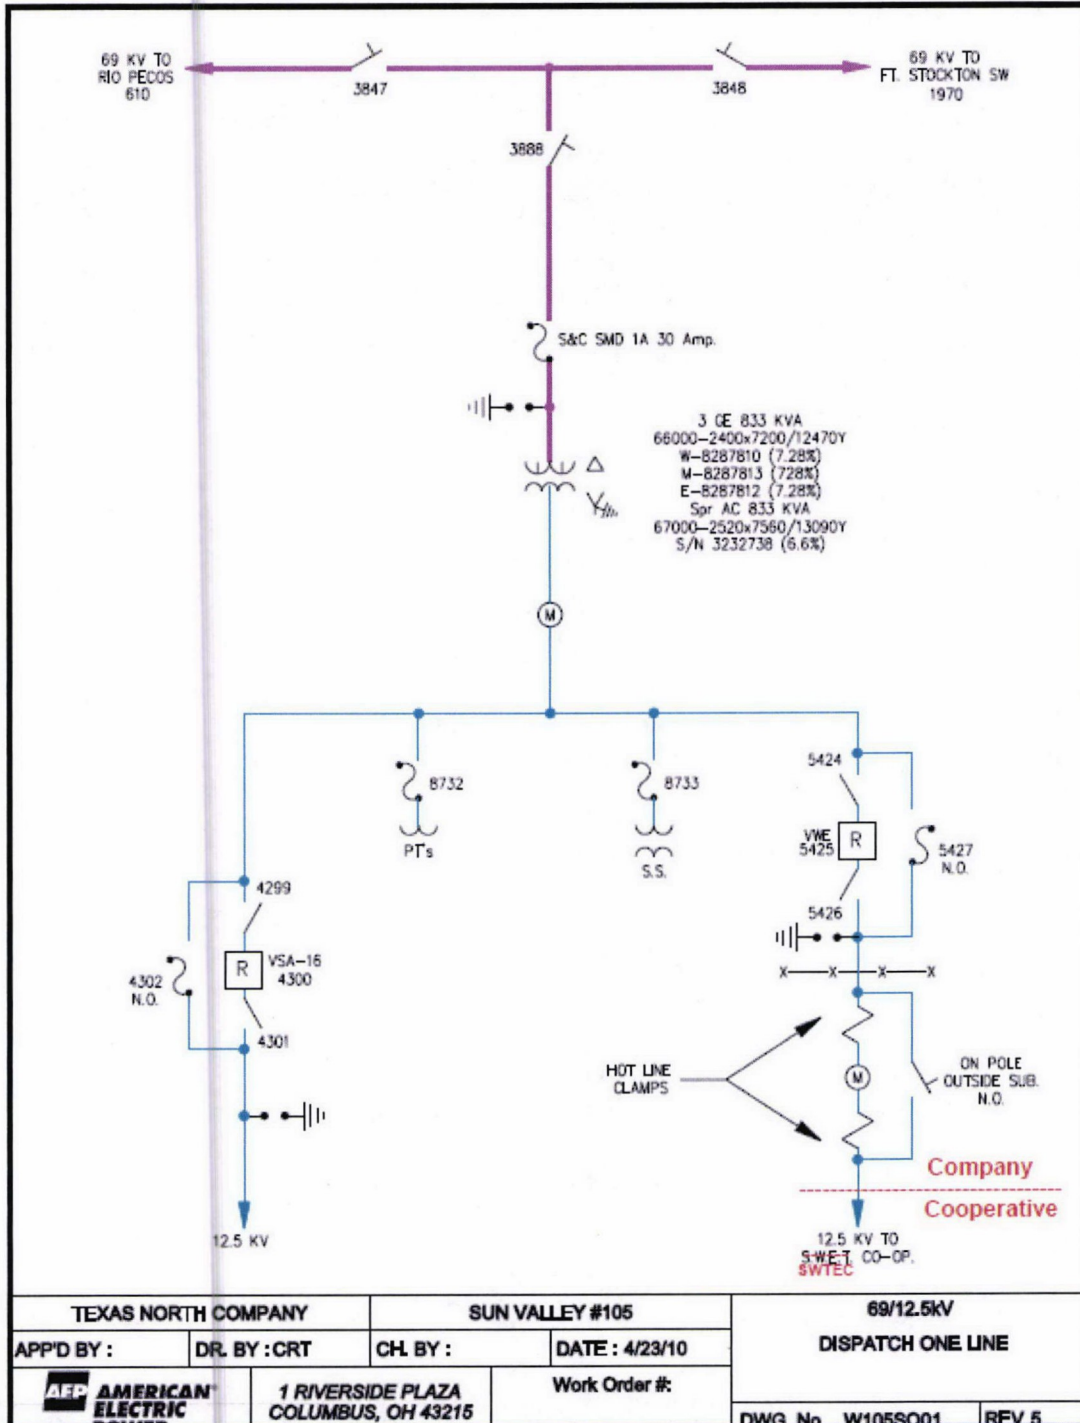 69 KV TO
RIO PECOS
610
3847
3848
69 KV TO
FT. STOCKTON SW
1970
3888
S&C SMD 1A 30 Amp.
3 GE 833 KVA
66000-2400x7200/12470Y
W-8287810 (7.28%)
M-8287813 (728%)
E-8287812 (7.28%)
Spr AC 833 KVA
67000-2520x7560/13090Y
S/N 3232738 (6.6%)
M
8732
PT's
8733
S.S.
5424
VWE
5425
R
5427
N.O.
5426
4299
R
VSA-16
4300
4302
N.O.
4301
X X X X
HOT LINE
CLAMPS
M
ON POLE
OUTSIDE SUB.
N.O.
Company
Cooperative
12.5 KV
12.5 KV TO
S.W.E.T. CO-OP.
SWTEC
TEXAS NORTH COMPANY
SUN VALLEY #105
69/12.5kV
DISPATCH ONE LINE
APP'D BY :
DR. BY : CRT
CH. BY :
DATE : 4/23/10
AEP AMERICAN
ELECTRIC
POWER
1 RIVERSIDE PLAZA
COLUMBUS, OH 43215
Work Order #:
DWG. No. W105SO01
REV 5